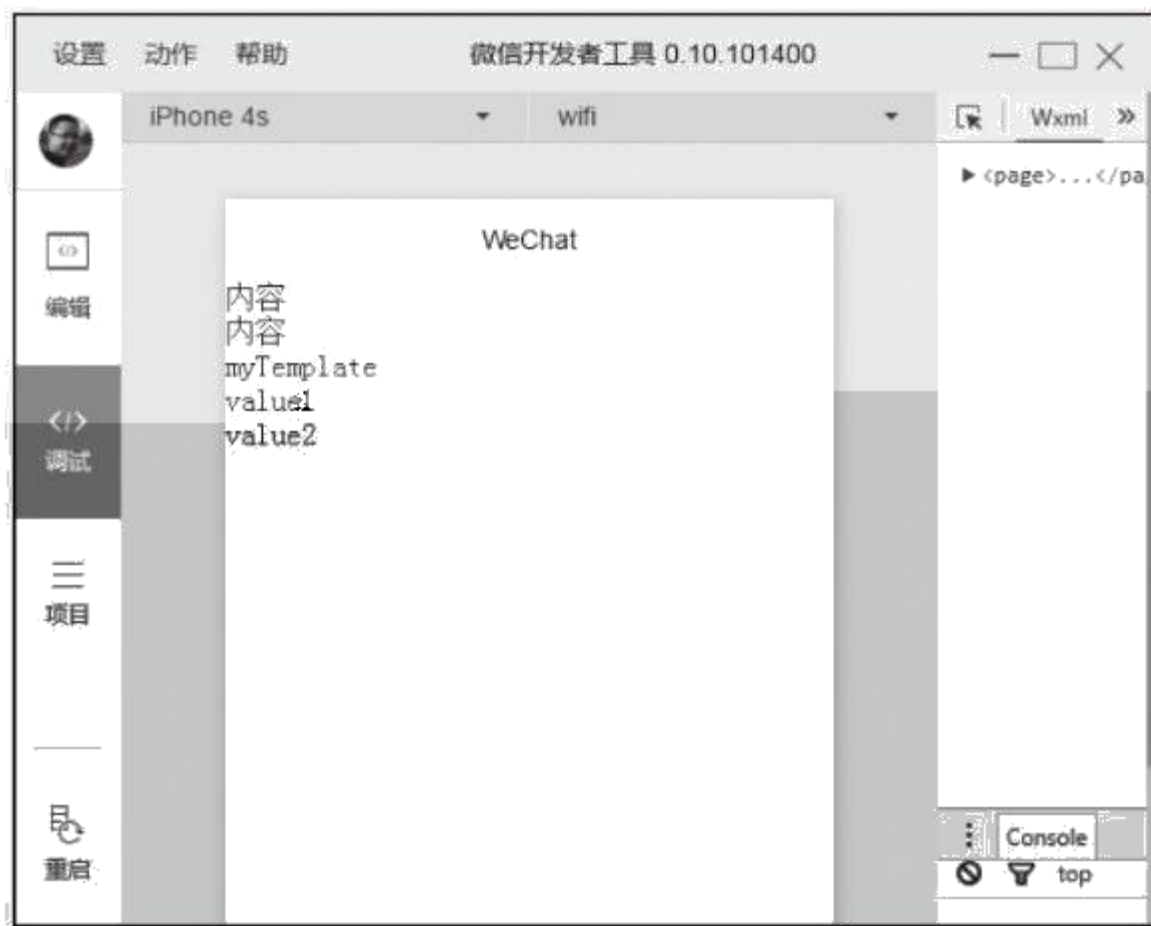 设置 动作 帮助 微信开发者工具 0.10.101400
iPhone 4s wifi Wxml »
▶ <page>...</pa
WeChat
内容
内容
myTemplate
value1
value2
编辑
调试
项目
重启
Console
top